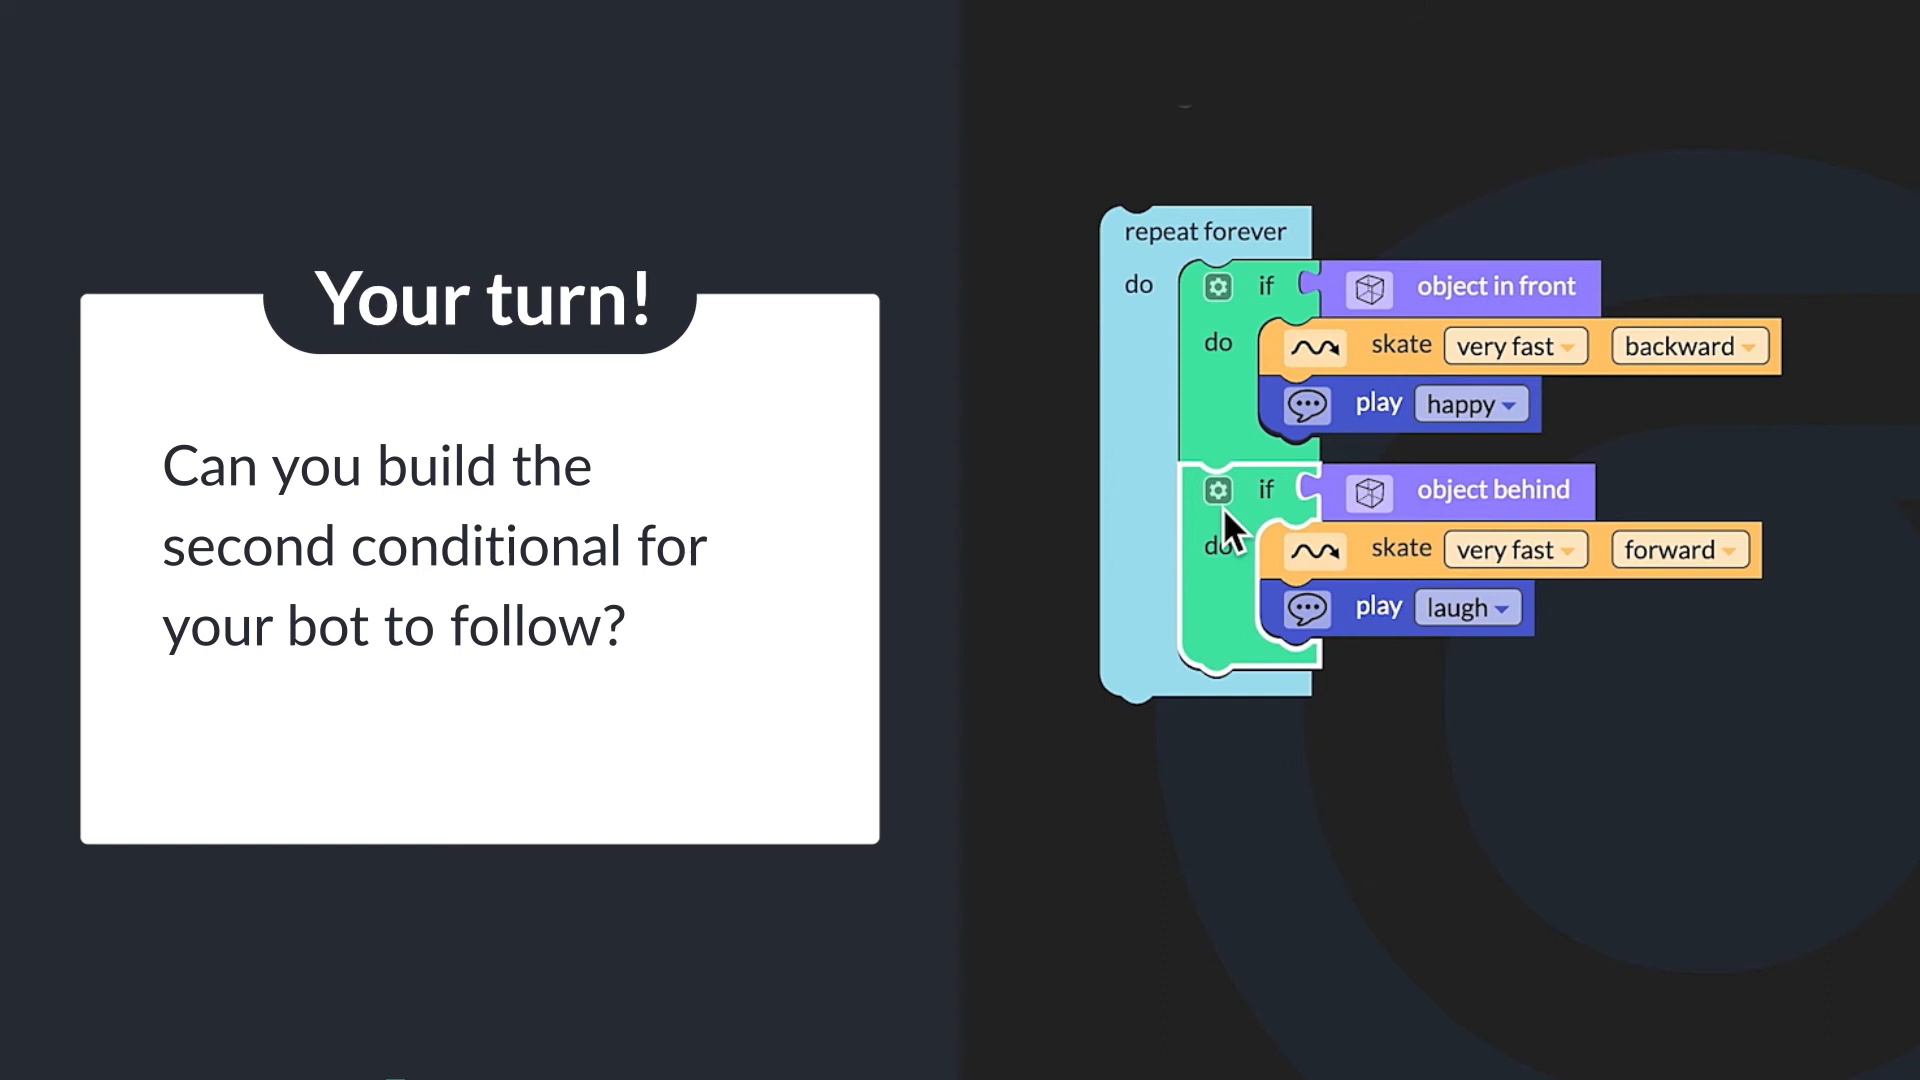 Your turn!
Can you build the
second conditional for
your bot to follow?
repeat forever
do if object in front
do skate very fast backward
play happy
if object behind
do skate very fast forward
play laugh